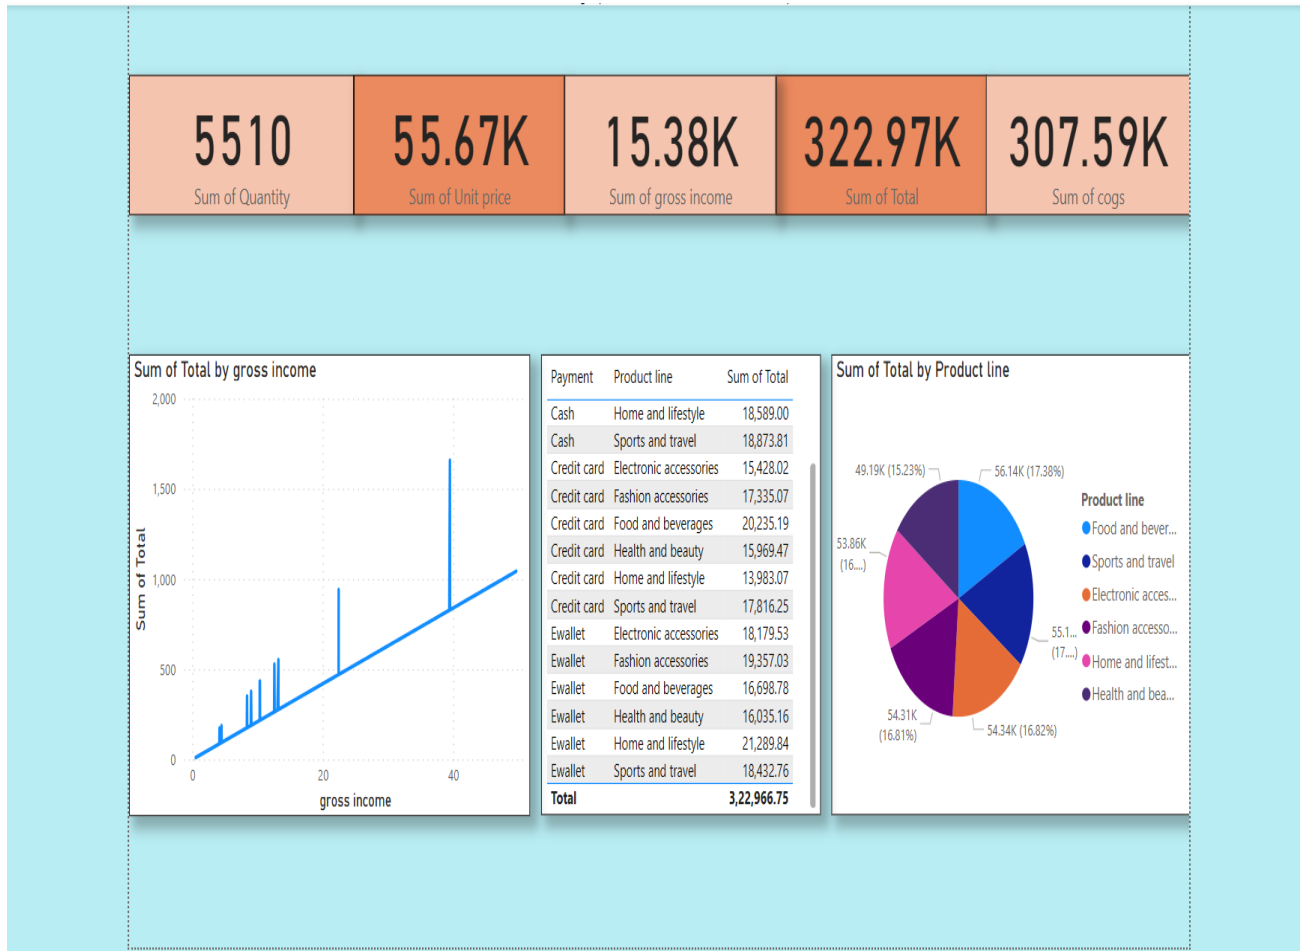 5510
Sum of Quantity
55.67K
Sum of Unit price
15.38K
Sum of gross income
322.97K
Sum of Total
307.59K
Sum of cogs
Sum of Total by gross income
2,000
1,500
1,000
500
0
Sum of Total
0 20 40
gross income
Payment Product line Sum of Total
Cash Home and lifestyle 18,589.00
Cash Sports and travel 18,873.81
Credit card Electronic accessories 15,428.02
Credit card Fashion accessories 17,335.07
Credit card Food and beverages 20,235.19
Credit card Health and beauty 15,969.47
Credit card Home and lifestyle 13,983.07
Credit card Sports and travel 17,816.25
Ewallet Electronic accessories 18,179.53
Ewallet Fashion accessories 19,357.03
Ewallet Food and beverages 16,698.78
Ewallet Health and beauty 16,035.16
Ewallet Home and lifestyle 21,289.84
Ewallet Sports and travel 18,432.76
Total 3,22,966.75
Sum of Total by Product line
49.19K (15.23%)
56.14K (17.38%)
53.86K
(16....)
55.1...
(17....)
54.31K
(16.81%)
54.34K (16.82%)
Product line
Food and bever...
Sports and travel
Electronic acces...
Fashion accesso...
Home and lifest...
Health and bea...